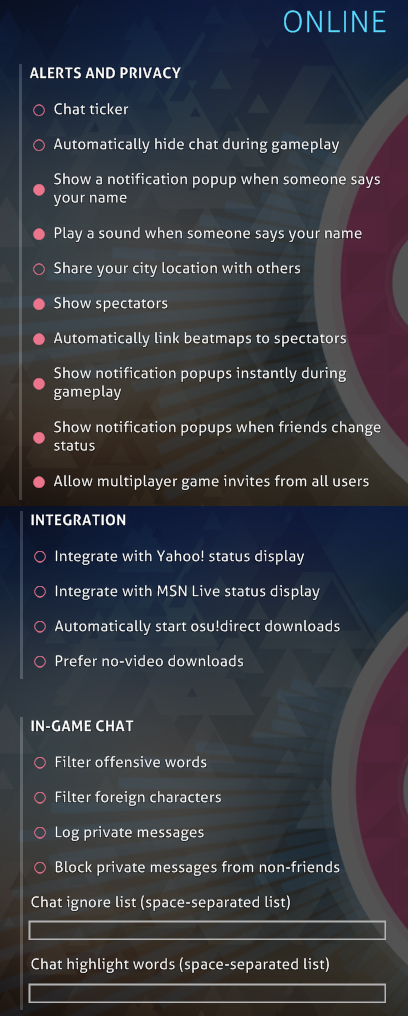 ONLINE
ALERTS AND PRIVACY
Chat ticker
Automatically hide chat during gameplay
Show a notification popup when someone says
your name
Play a sound when someone says your name
Share your city location with others
Show spectators
Automatically link beatmaps to spectators
Show notification popups instantly during
gameplay
Show notification popups when friends change
status
Allow multiplayer game invites from all users
INTEGRATION
Integrate with Yahoo! status display
Integrate with MSN Live status display
Automatically start osu!direct downloads
Prefer no-video downloads
IN-GAME CHAT
Filter offensive words
Filter foreign characters
Log private messages
Block private messages from non-friends
Chat ignore list (space-separated list)
Chat highlight words (space-separated list)